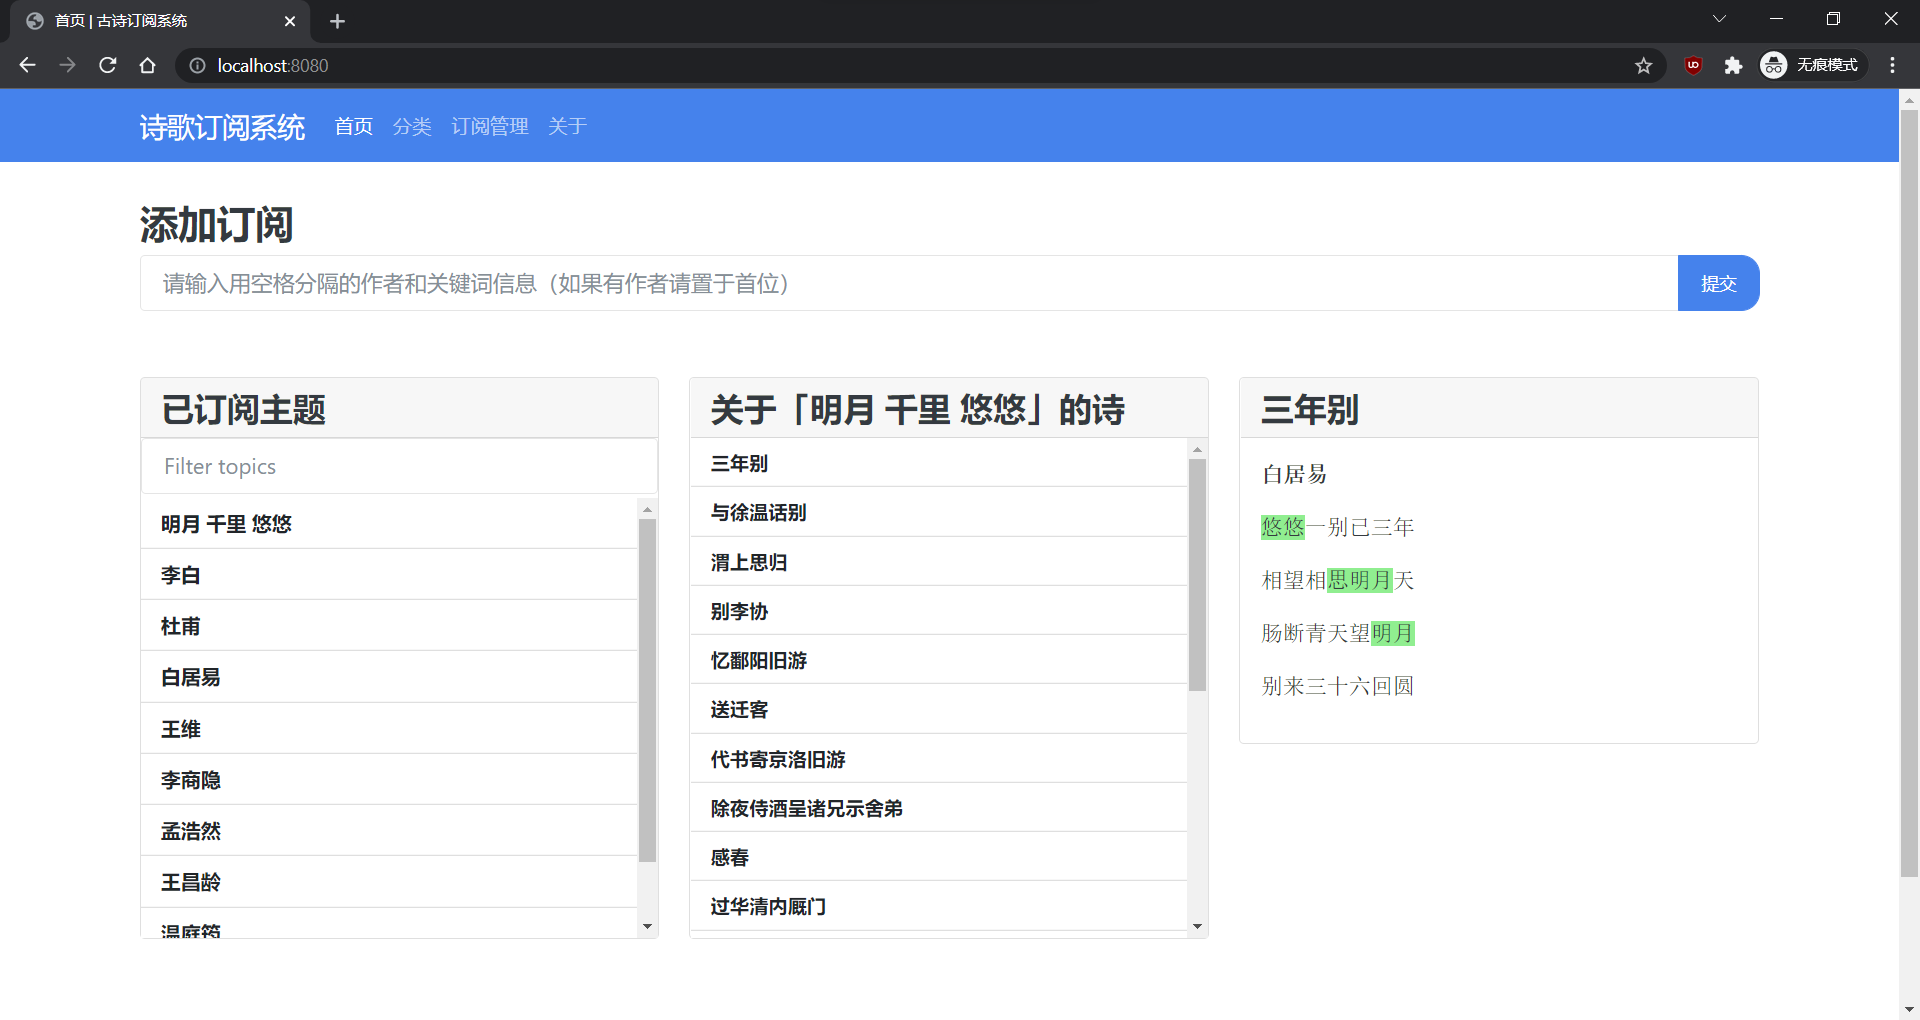 首页 | 古诗订阅系统
localhost:8080
无痕模式
诗歌订阅系统 首页 分类 订阅管理 关于
添加订阅
请输入用空格分隔的作者和关键词信息（如果有作者请置于首位）
提交
已订阅主题
Filter topics
明月 千里 悠悠
李白
杜甫
白居易
王维
李商隐
孟浩然
王昌龄
温庭筠
关于「明月 千里 悠悠」的诗
三年别
与徐温话别
渭上思归
别李协
忆鄱阳旧游
送迁客
代书寄京洛旧游
除夜侍酒呈诸兄示舍弟
感春
过华清内厩门
三年别
白居易
悠悠一别已三年
相望相思明月天
肠断青天望明月
别来三十六回圆